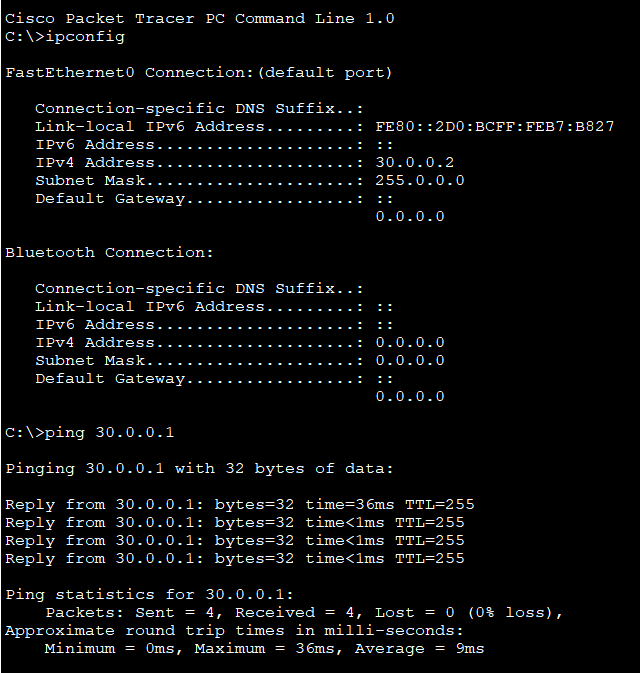 Cisco Packet Tracer PC Command Line 1.0
C:\>ipconfig
FastEthernet0 Connection:(default port)
Connection-specific DNS Suffix..:
Link-local IPv6 Address.........: FE80::2D0:BCFF:FEB7:B827
IPv6 Address....................: ::
IPv4 Address....................: 30.0.0.2
Subnet Mask.....................: 255.0.0.0
Default Gateway.................: ::
0.0.0.0
Bluetooth Connection:
Connection-specific DNS Suffix..:
Link-local IPv6 Address.........: ::
IPv6 Address....................: ::
IPv4 Address....................: 0.0.0.0
Subnet Mask.....................: 0.0.0.0
Default Gateway.................: ::
0.0.0.0
C:\>ping 30.0.0.1
Pinging 30.0.0.1 with 32 bytes of data:
Reply from 30.0.0.1: bytes=32 time=36ms TTL=255
Reply from 30.0.0.1: bytes=32 time<1ms TTL=255
Reply from 30.0.0.1: bytes=32 time<1ms TTL=255
Reply from 30.0.0.1: bytes=32 time<1ms TTL=255
Ping statistics for 30.0.0.1:
Packets: Sent = 4, Received = 4, Lost = 0 (0% loss),
Approximate round trip times in milli-seconds:
Minimum = 0ms, Maximum = 36ms, Average = 9ms